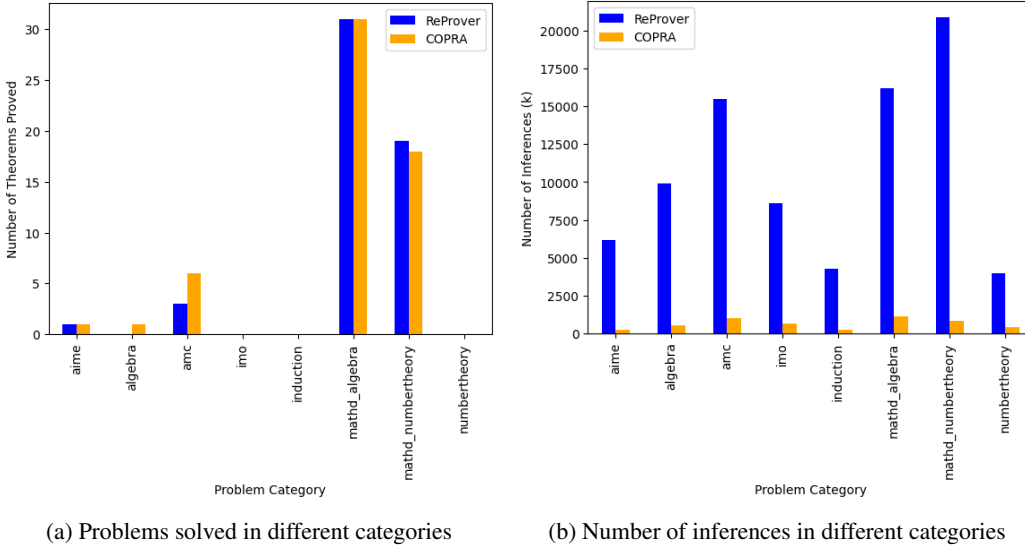 ReProver
COPRA
30
25
20
15
10
5
0
Number of Theorems Proved
aime
algebra
amc
imo
induction
mathd_algebra
mathd_numbertheory
numbertheory
Problem Category
(a) Problems solved in different categories
ReProver
COPRA
20000
17500
15000
12500
10000
7500
5000
2500
0
Number of Inferences (k)
aime
algebra
amc
imo
induction
mathd_algebra
mathd_numbertheory
numbertheory
Problem Category
(b) Number of inferences in different categories